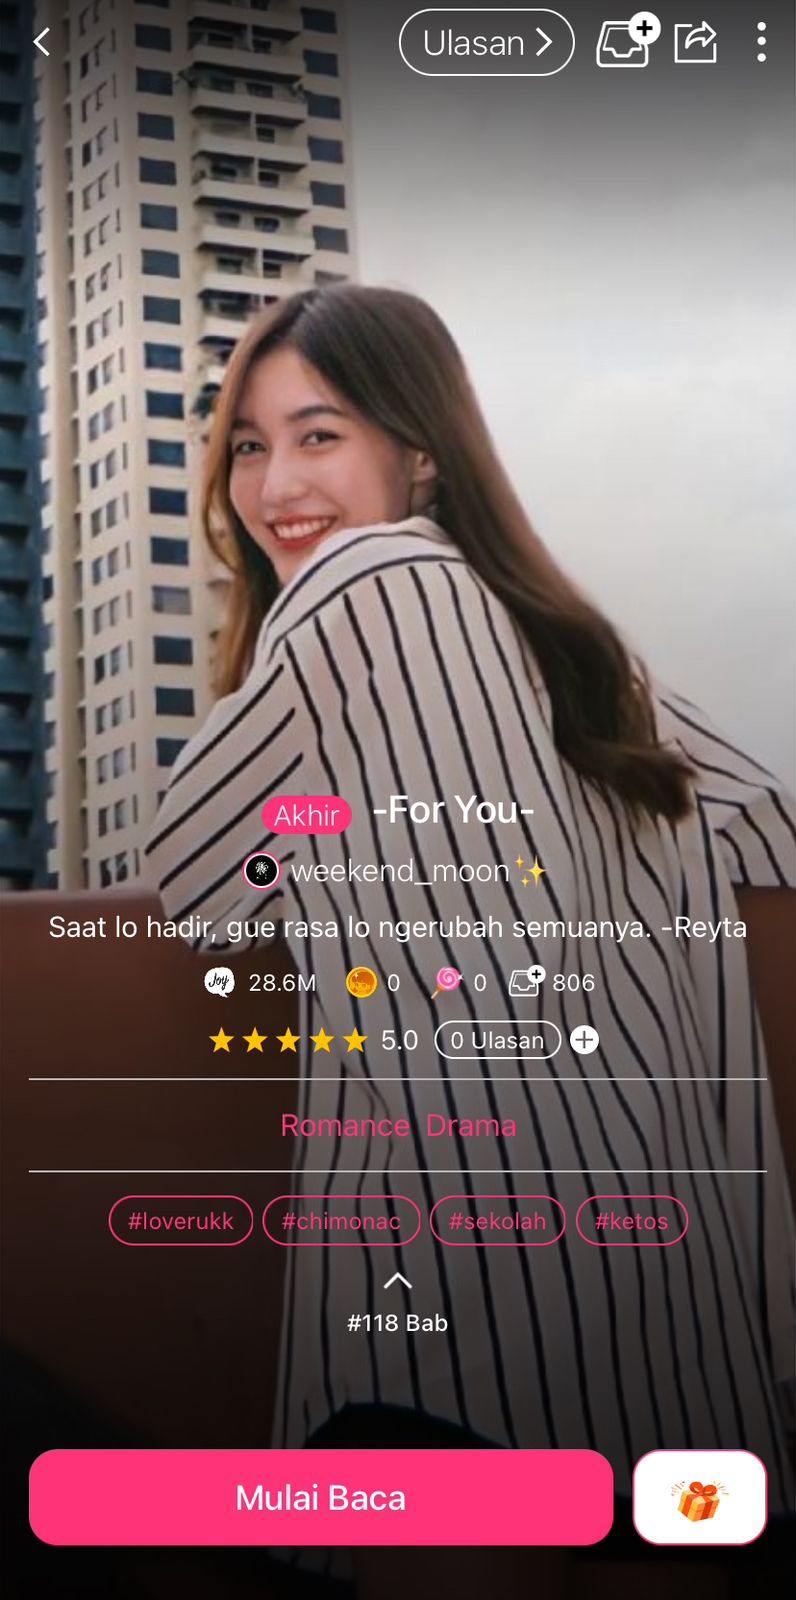 Ulasan
Akhir -For You-
weekend_moon✨
Saat lo hadir, gue rasa lo ngerubah semuanya. -Reyta
Joy 28.6M 0 0 806
5.0 0 Ulasan
Romance Drama
#loverukk #chimonac #sekolah #ketos
#118 Bab
Mulai Baca